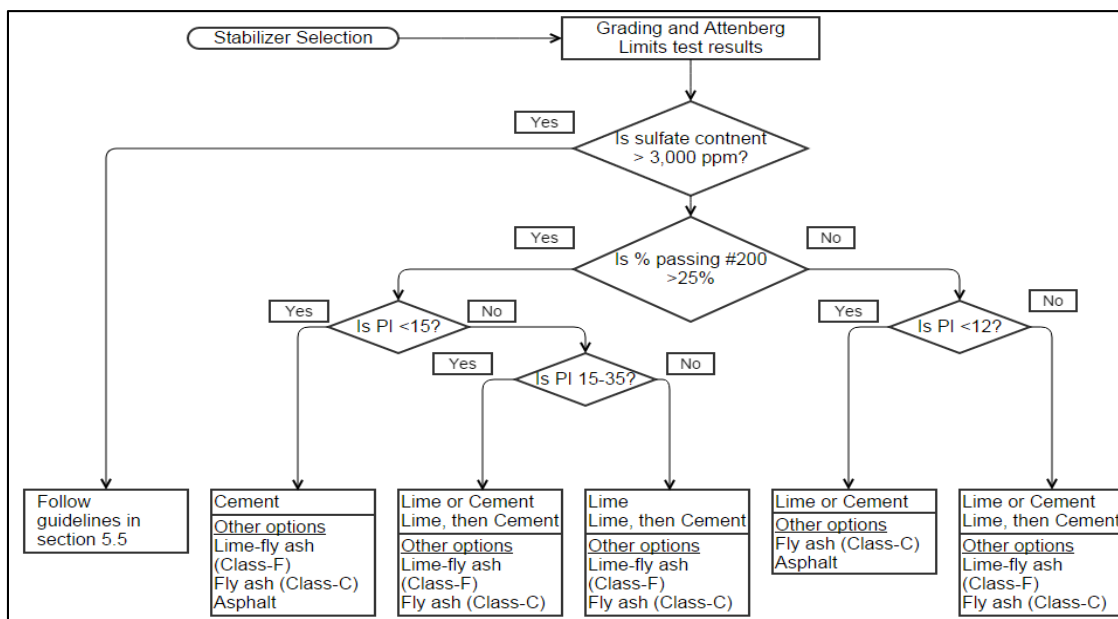 Stabilizer Selection
Grading and Attenberg
Limits test results
Yes
Is sulfate contnent
> 3,000 ppm?
Yes
No
Is % passing #200
>25%
Yes
No
Yes
No
Is PI <15?
Is PI <12?
Yes
No
Is PI 15-35?
Follow
guidelines in
section 5.5
Cement
Other options
Lime-fly ash
(Class-F)
Fly ash (Class-C)
Asphalt
Lime or Cement
Lime, then Cement
Other options
Lime-fly ash
(Class-F)
Fly ash (Class-C)
Lime
Lime, then Cement
Other options
Lime-fly ash
(Class-F)
Fly ash (Class-C)
Lime or Cement
Other options
Fly ash (Class-C)
Asphalt
Lime or Cement
Lime, then Cement
Other options
Lime-fly ash
(Class-F)
Fly ash (Class-C)